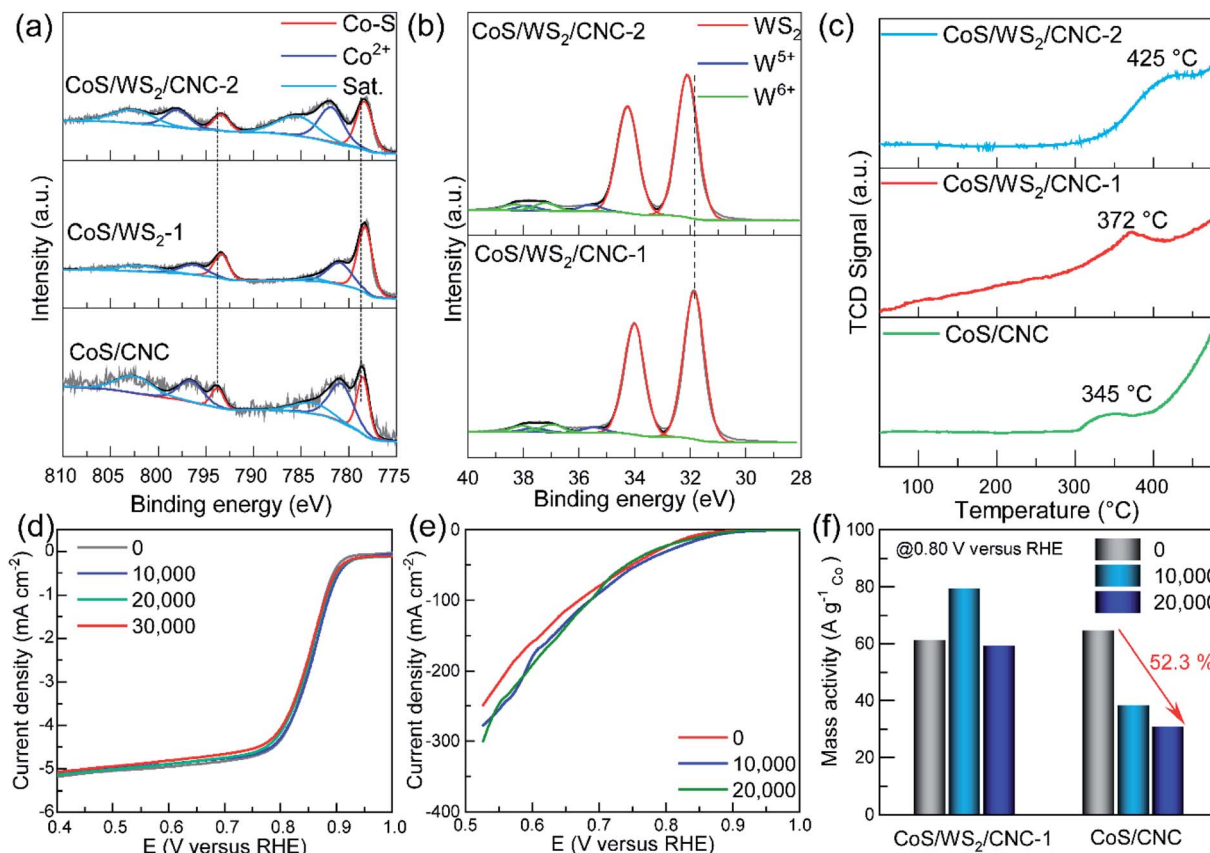 (a)
Co-S
Co2+
Sat.
CoS/WS2/CNC-2
CoS/WS2-1
CoS/CNC
Intensity (a.u.)
810 805 800 795 790 785 780 775
Binding energy (eV)
(b)
CoS/WS2/CNC-2
WS2
W5+
W6+
CoS/WS2/CNC-1
Intensity (a.u.)
40 38 36 34 32 30 28
Binding energy (eV)
(c)
CoS/WS2/CNC-2
425 °C
CoS/WS2/CNC-1
372 °C
CoS/CNC
345 °C
TCD Signal (a.u.)
100 200 300 400
Temperature (°C)
(d)
0
10,000
20,000
30,000
Current density (mA cm-2)
0
-1
-2
-3
-4
-5
-6
0.4 0.5 0.6 0.7 0.8 0.9 1.0
E (V versus RHE)
(e)
0
-100
-200
-300
-400
Current density (mA cm-2)
0
10,000
20,000
0.5 0.6 0.7 0.8 0.9 1.0
E (V versus RHE)
(f)
100
80
60
40
20
0
Mass activity (A g-1 Co)
@0.80 V versus RHE
0
10,000
20,000
52.3 %
CoS/WS2/CNC-1 CoS/CNC